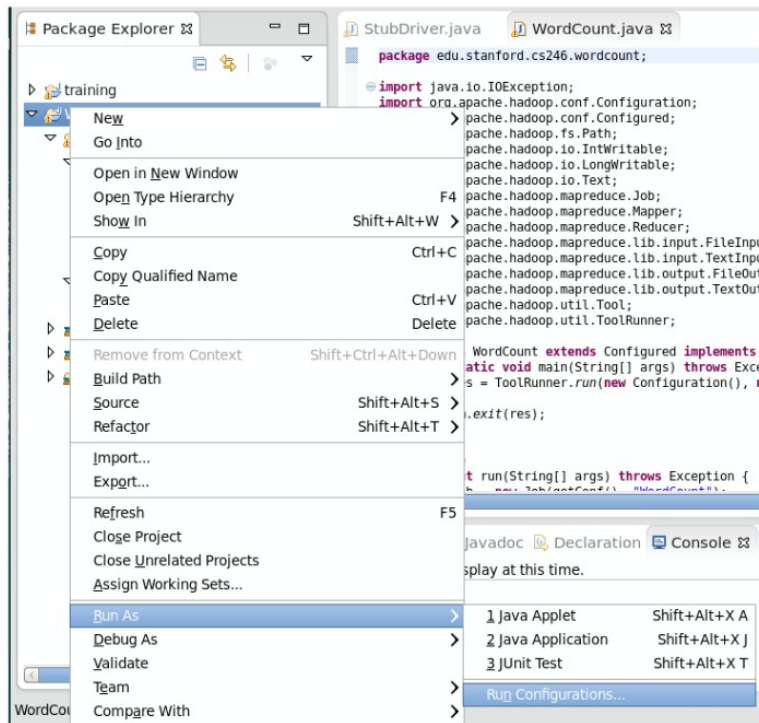 Package Explorer
StubDriver.java
WordCount.java
package edu.stanford.cs246.wordcount;
training
import java.io.IOException;
import org.apache.hadoop.conf.Configuration;
pache.hadoop.conf.Configured;
pache.hadoop.fs.Path;
pache.hadoop.io.IntWritable;
pache.hadoop.io.LongWritable;
pache.hadoop.io.Text;
pache.hadoop.mapreduce.Job;
pache.hadoop.mapreduce.Mapper;
pache.hadoop.mapreduce.Reducer;
pache.hadoop.mapreduce.lib.input.FileInpu
pache.hadoop.mapreduce.lib.input.TextInpu
pache.hadoop.mapreduce.lib.output.FileOut
pache.hadoop.mapreduce.lib.output.TextOut
pache.hadoop.util.Tool;
pache.hadoop.util.ToolRunner;
WordCount extends Configured implements
atic void main(String[] args) throws Exce
s = ToolRunner.run(new Configuration(),
.exit(res);
t run(String[] args) throws Exception {
new Job(getConf(), "WordCount");
New
Go Into
Open in New Window
Open Type Hierarchy F4
Show In Shift+Alt+W
Copy Ctrl+C
Copy Qualified Name
Paste Ctrl+V
Delete Delete
Remove from Context Shift+Ctrl+Alt+Down
Build Path
Source Shift+Alt+S
Refactor Shift+Alt+T
Import...
Export...
Refresh F5
Close Project
Close Unrelated Projects
Assign Working Sets...
Run As
Debug As
Validate
Team
Compare With
Javadoc Declaration Console
splay at this time.
1 Java Applet Shift+Alt+X A
2 Java Application Shift+Alt+X J
3 JUnit Test Shift+Alt+X T
Run Configurations...
WordCou